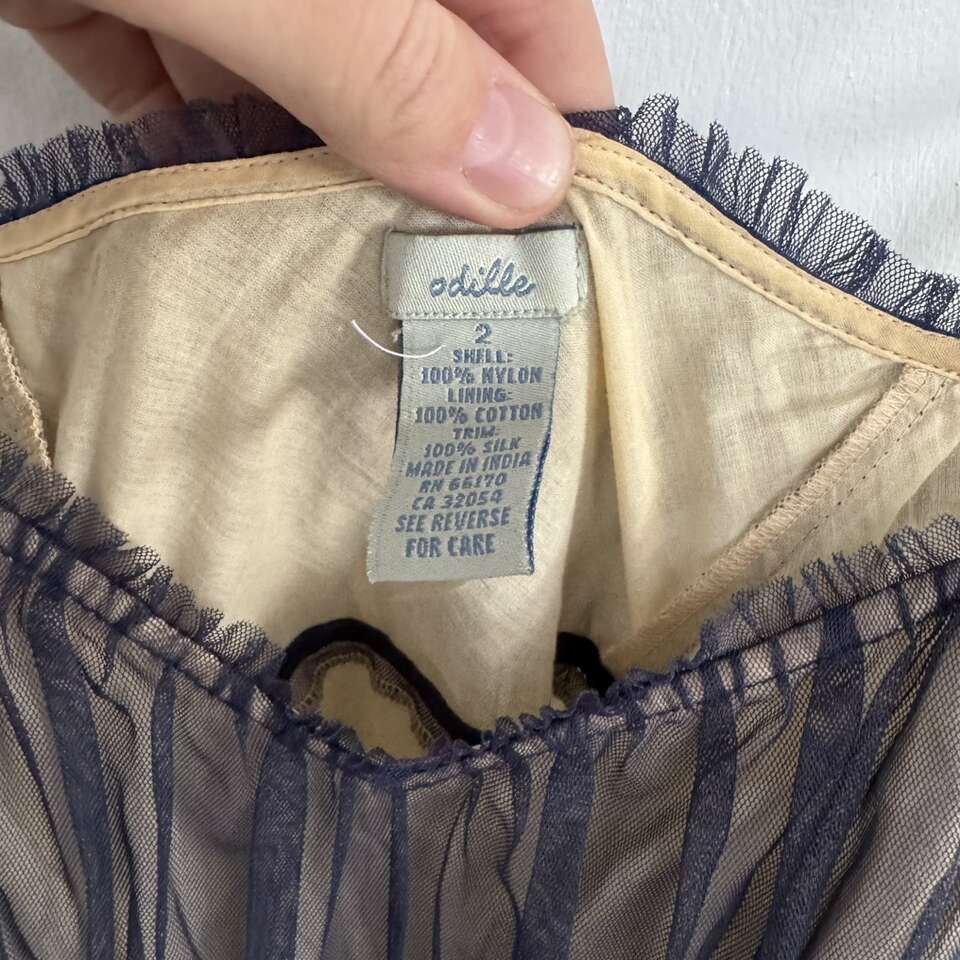 odille
2
SHELL:
100% NYLON
LINING:
100% COTTON
TRIM:
100% SILK
MADE IN INDIA
RN 66170
CA 32054
SEE REVERSE
FOR CARE